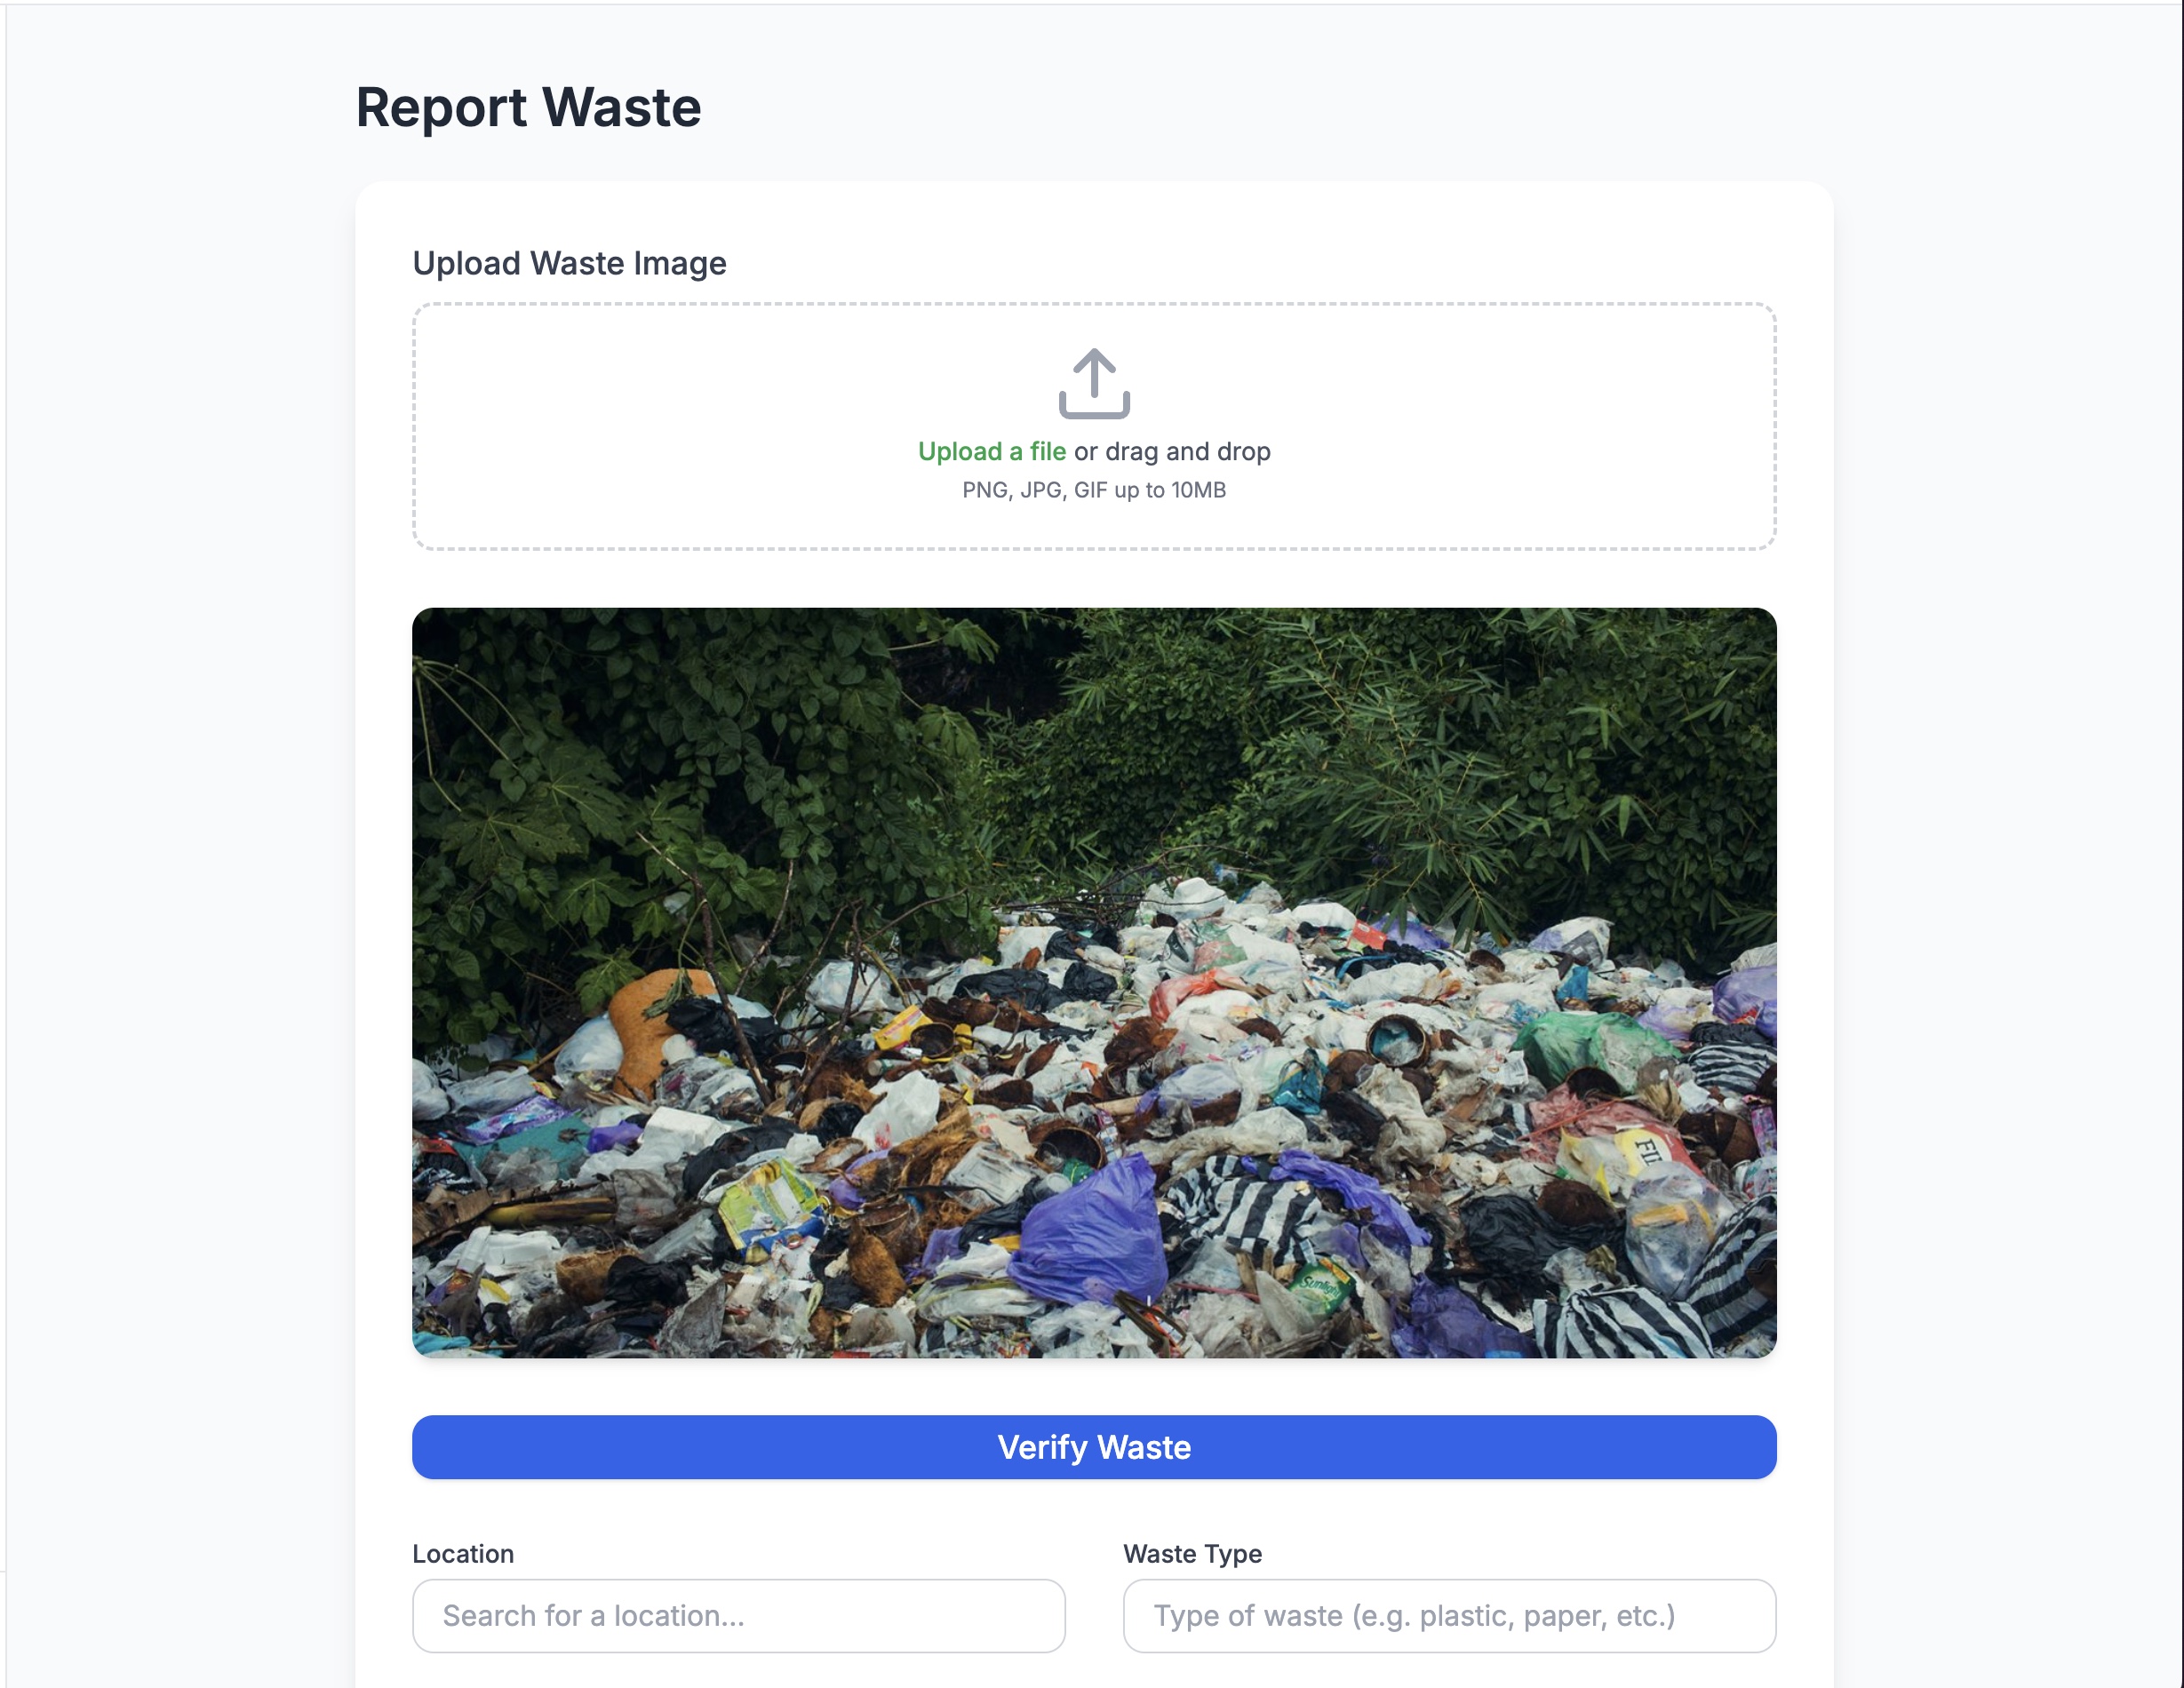 Report Waste
Upload Waste Image
Upload a file or drag and drop
PNG, JPG, GIF up to 10MB
Sunlight
Verify Waste
Location
Waste Type
Search for a location...
Type of waste (e.g. plastic, paper, etc.)